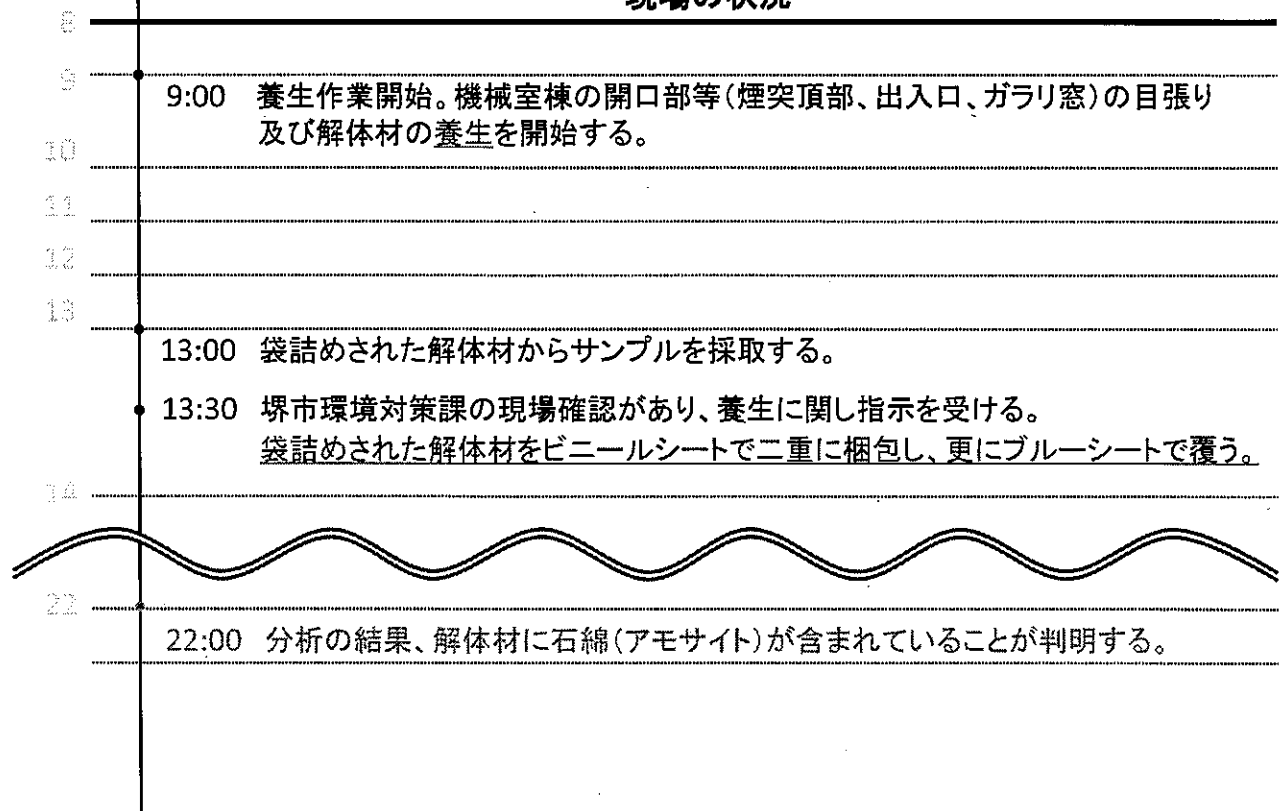 現場の状況
8
9
9:00 養生作業開始。機械室棟の開口部等(煙突頂部、出入口、ガラリ窓)の目張り
及び解体材の養生を開始する。
10
11
12
13
13:00 袋詰めされた解体材からサンプルを採取する。
13:30 堺市環境対策課の現場確認があり、養生に関し指示を受ける。
袋詰めされた解体材をビニールシートで二重に梱包し、更にブルーシートで覆う。
14
22
22:00 分析の結果、解体材に石綿(アモサイト)が含まれていることが判明する。